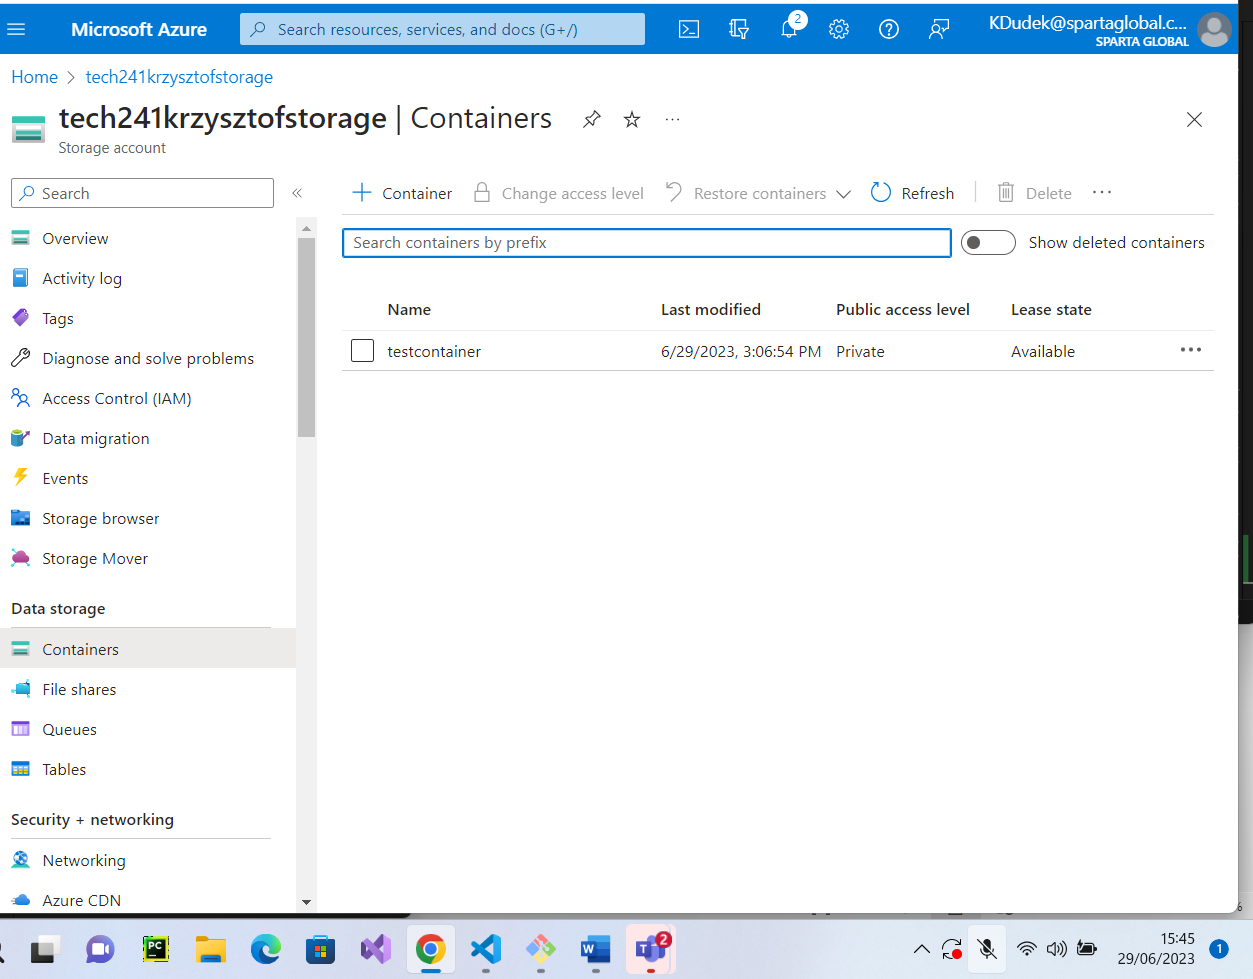 Microsoft Azure
Search resources, services, and docs (G+/)
2
KDudek@spartaglobal.c...
SPARTA GLOBAL
Home > tech241krzysztofstorage
tech241krzysztofstorage | Containers
Storage account
Search
Container
Change access level
Restore containers
Refresh
Delete
Search containers by prefix
Show deleted containers
Name Last modified Public access level Lease state
testcontainer 6/29/2023, 3:06:54 PM Private Available
Overview
Activity log
Tags
Diagnose and solve problems
Access Control (IAM)
Data migration
Events
Storage browser
Storage Mover
Data storage
Containers
File shares
Queues
Tables
Security + networking
Networking
Azure CDN
PC
W
T
2
15:45
29/06/2023
1